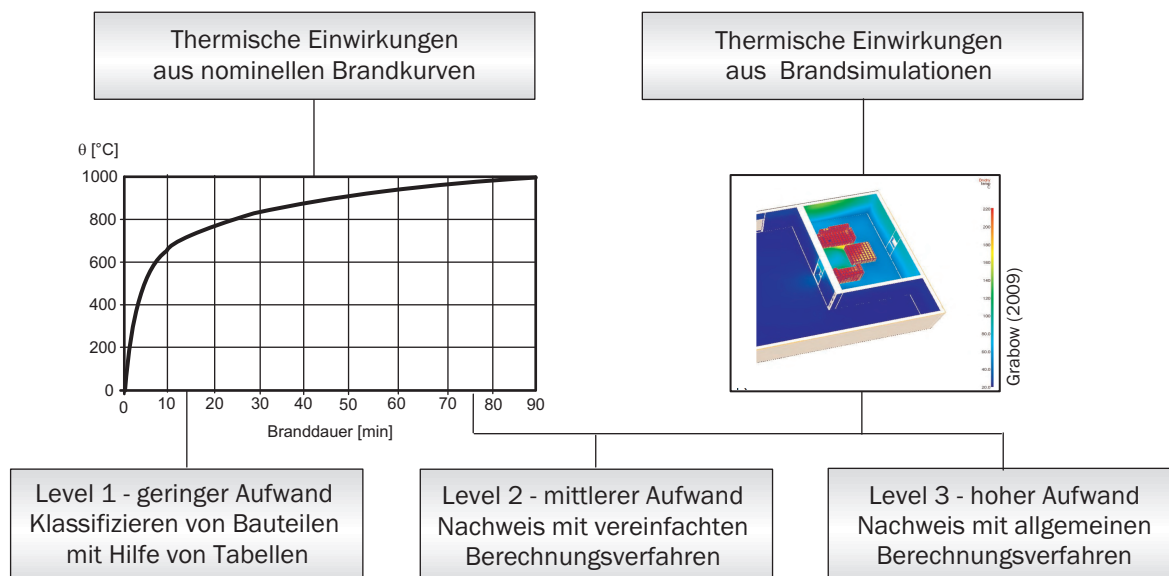 Thermische Einwirkungen
aus nominellen Brandkurven
Thermische Einwirkungen
aus Brandsimulationen
θ [°C]
1000
800
600
400
200
0
0 10 20 30 40 50 60 70 80 90
Branddauer [min]
Grabow (2009)
Level 1 - geringer Aufwand
Klassifizieren von Bauteilen
mit Hilfe von Tabellen
Level 2 - mittlerer Aufwand
Nachweis mit vereinfachten
Berechnungsverfahren
Level 3 - hoher Aufwand
Nachweis mit allgemeinen
Berechnungsverfahren